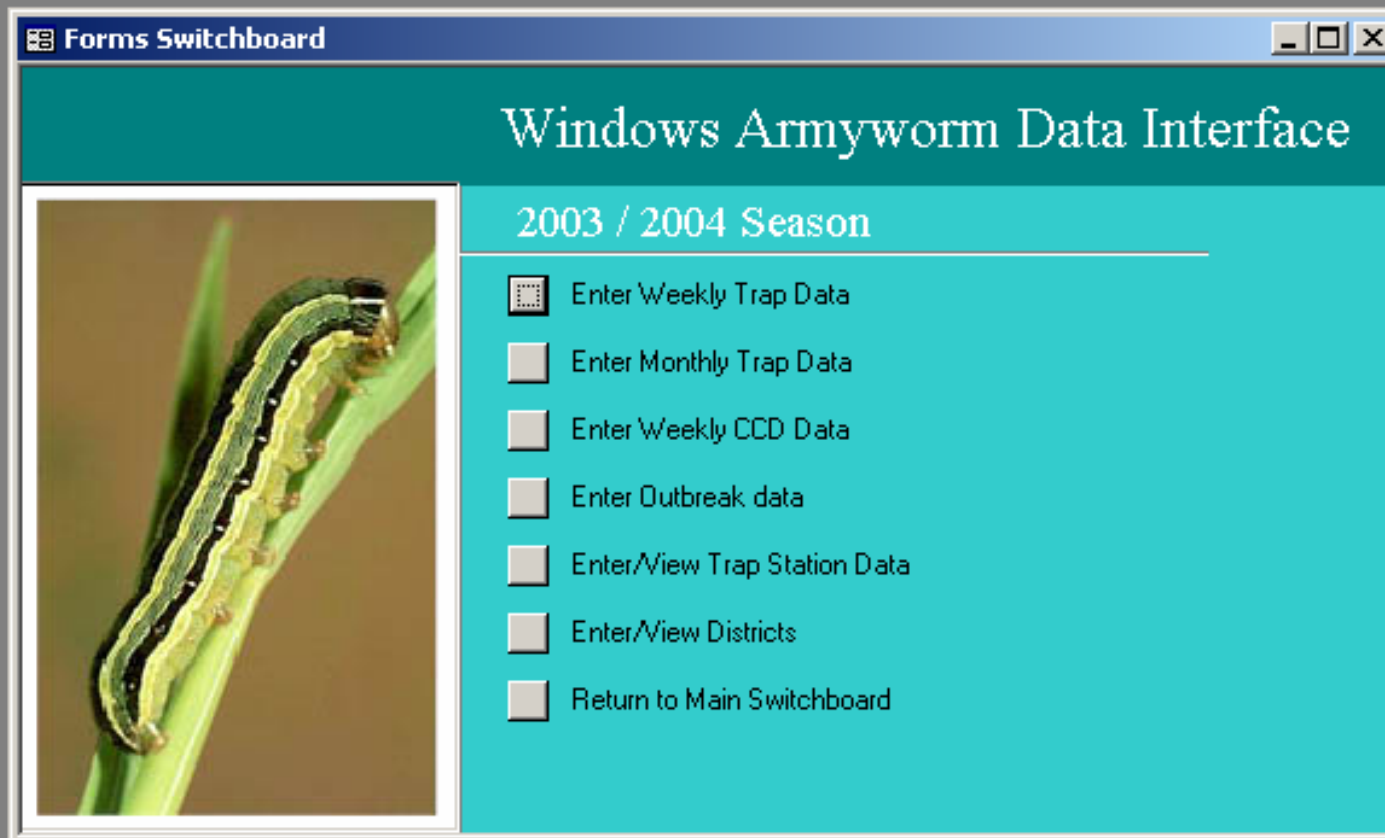 Forms Switchboard
Windows Armyworm Data Interface
2003 / 2004 Season
Enter Weekly Trap Data
Enter Monthly Trap Data
Enter Weekly CCD Data
Enter Outbreak data
Enter/View Trap Station Data
Enter/View Districts
Return to Main Switchboard